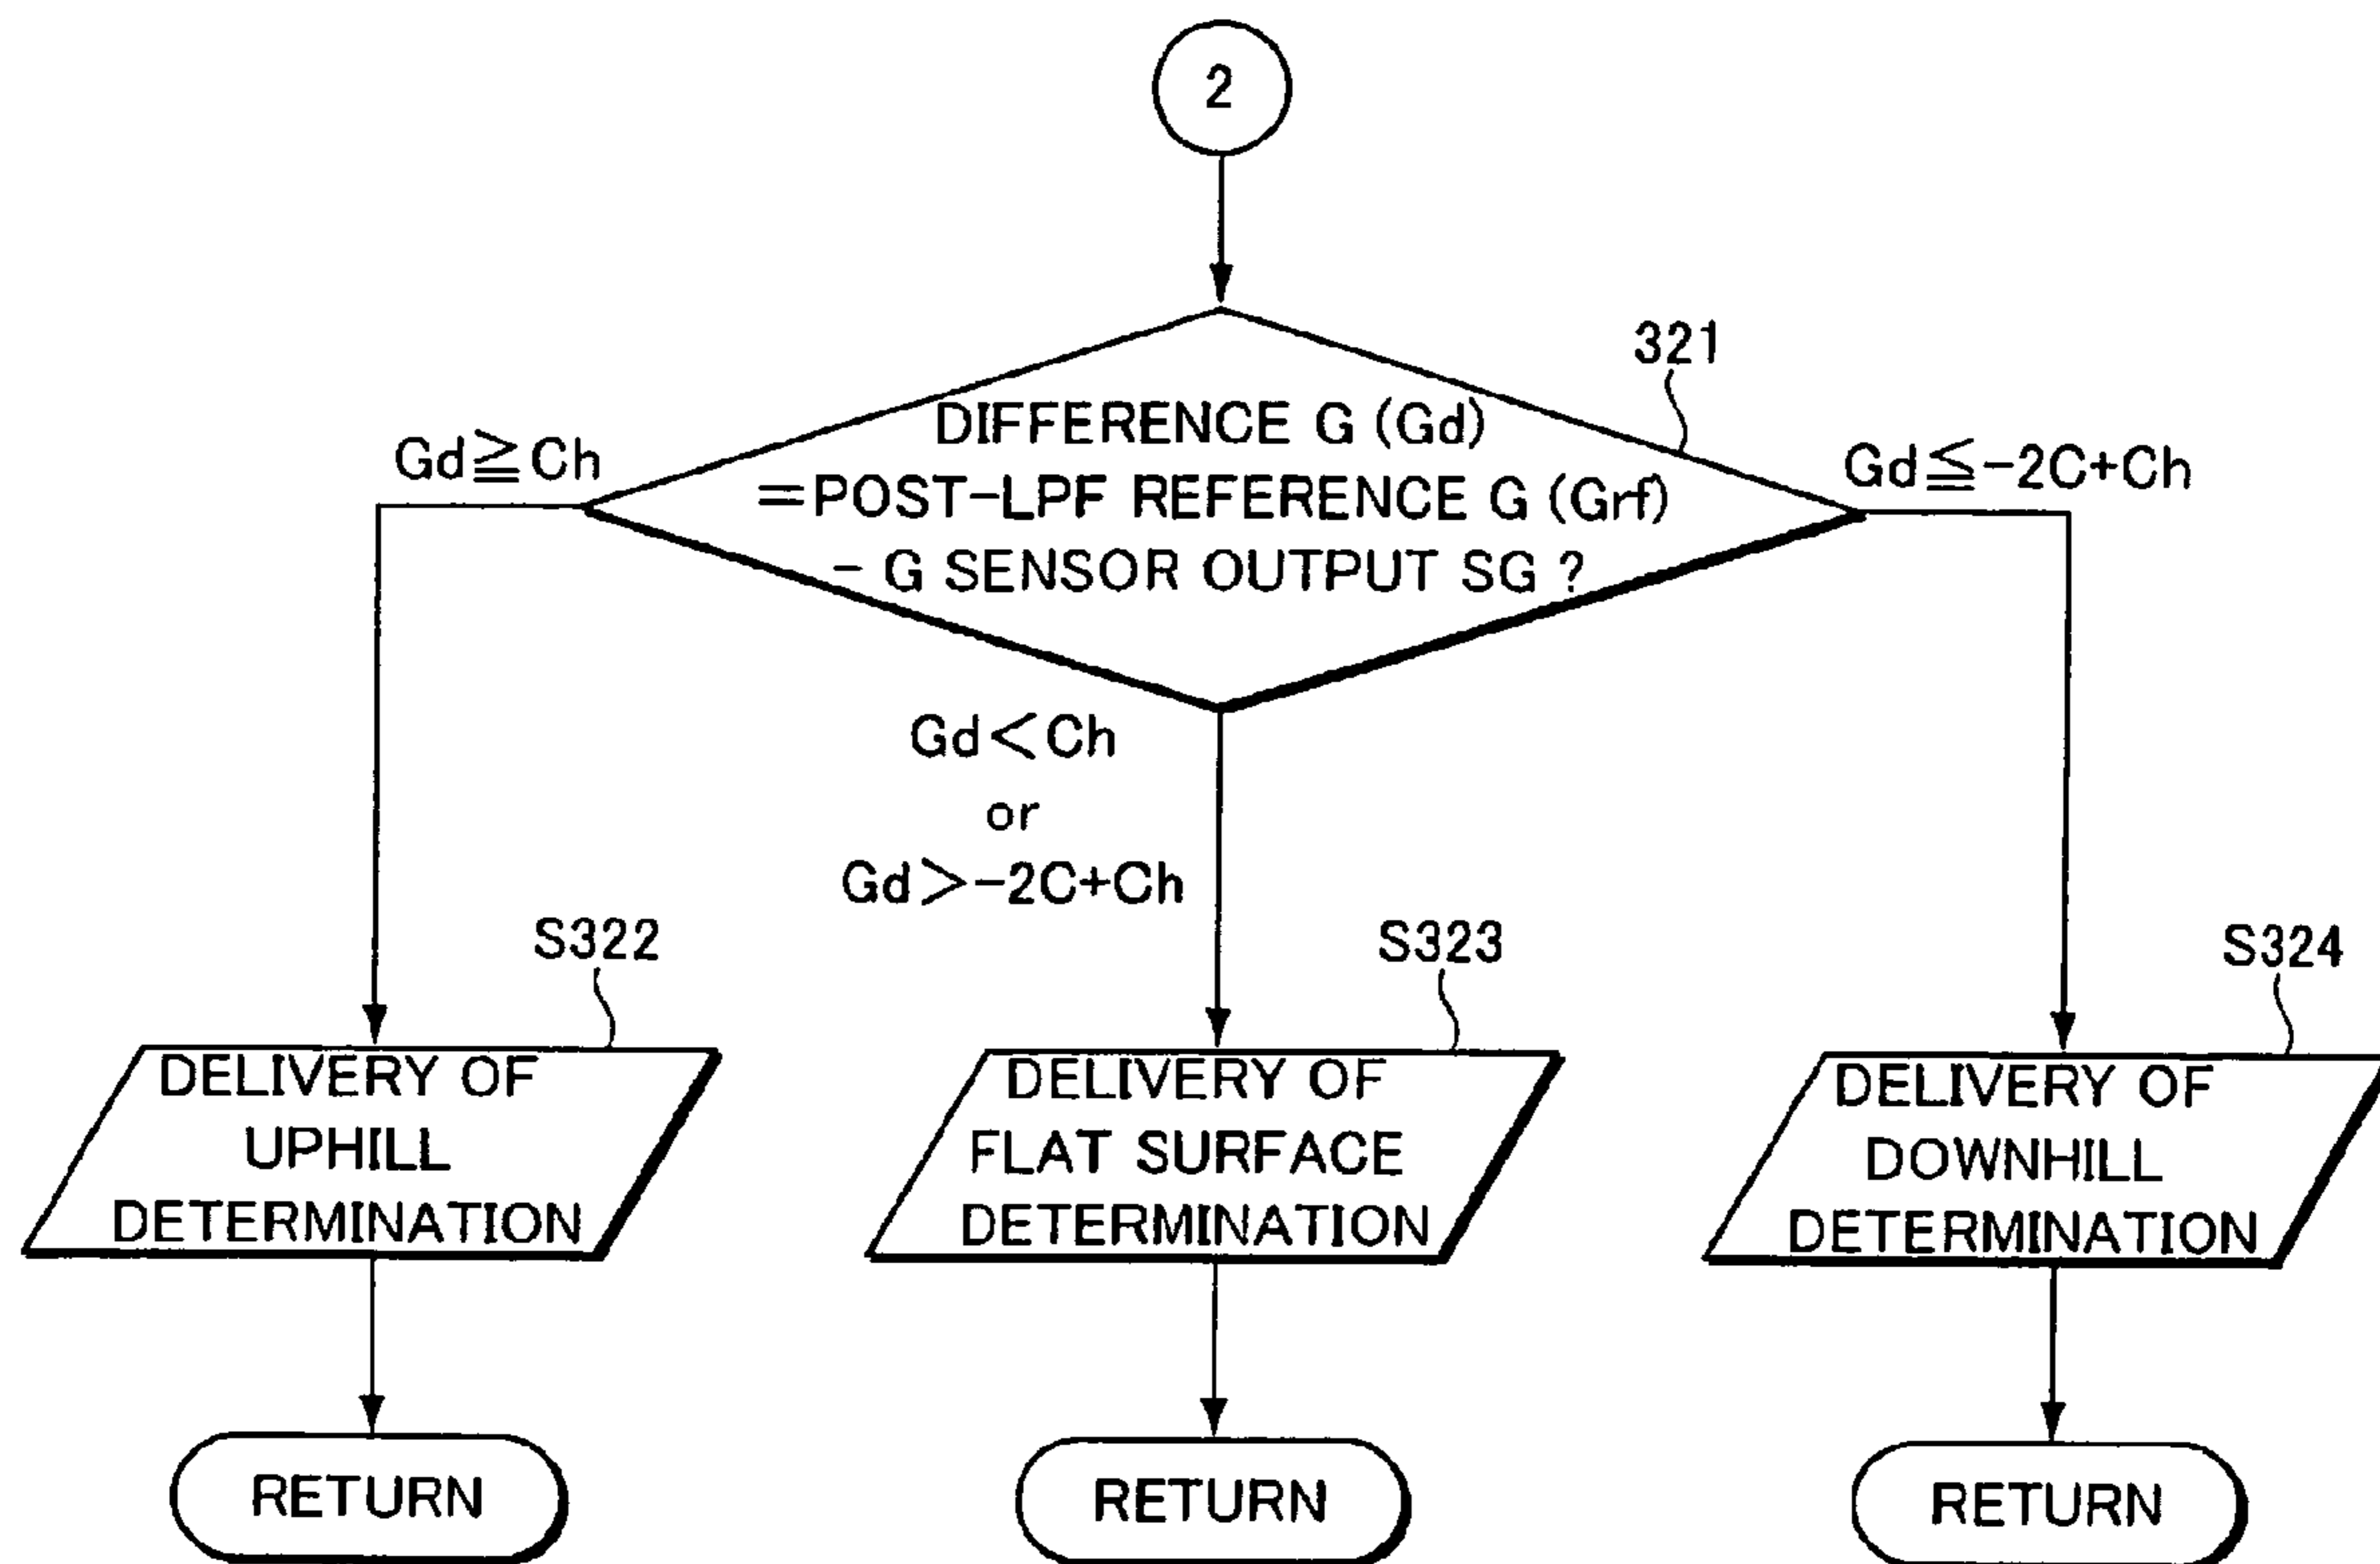 2
321
DIFFERENCE G (Gd)
=POST-LPF REFERENCE G (Grf)
- G SENSOR OUTPUT SG ?
Gd≧Ch
Gd≦-2C+Ch
Gd<Ch
or
Gd>-2C+Ch
S322
DELIVERY OF
UPHILL
DETERMINATION
S323
DELIVERY OF
FLAT SURFACE
DETERMINATION
S324
DELIVERY OF
DOWNHILL
DETERMINATION
RETURN
RETURN
RETURN